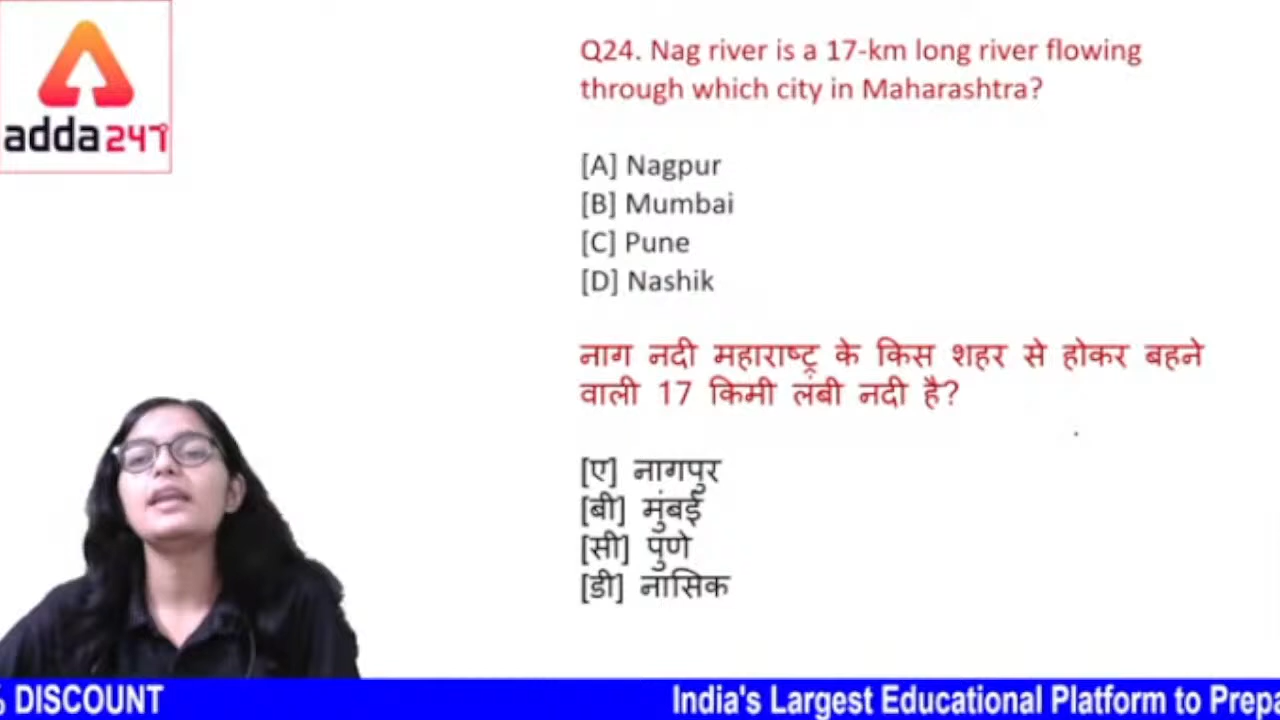 adda247
Q24. Nag river is a 17-km long river flowing
through which city in Maharashtra?
[A] Nagpur
[B] Mumbai
[C] Pune
[D] Nashik
नाग नदी महाराष्ट्र के किस शहर से होकर बहने
वाली 17 किमी लंबी नदी है?
[ए] नागपुर
[बी] मुंबई
[सी] पुणे
[डी] नासिक
% DISCOUNT
India's Largest Educational Platform to Prepa